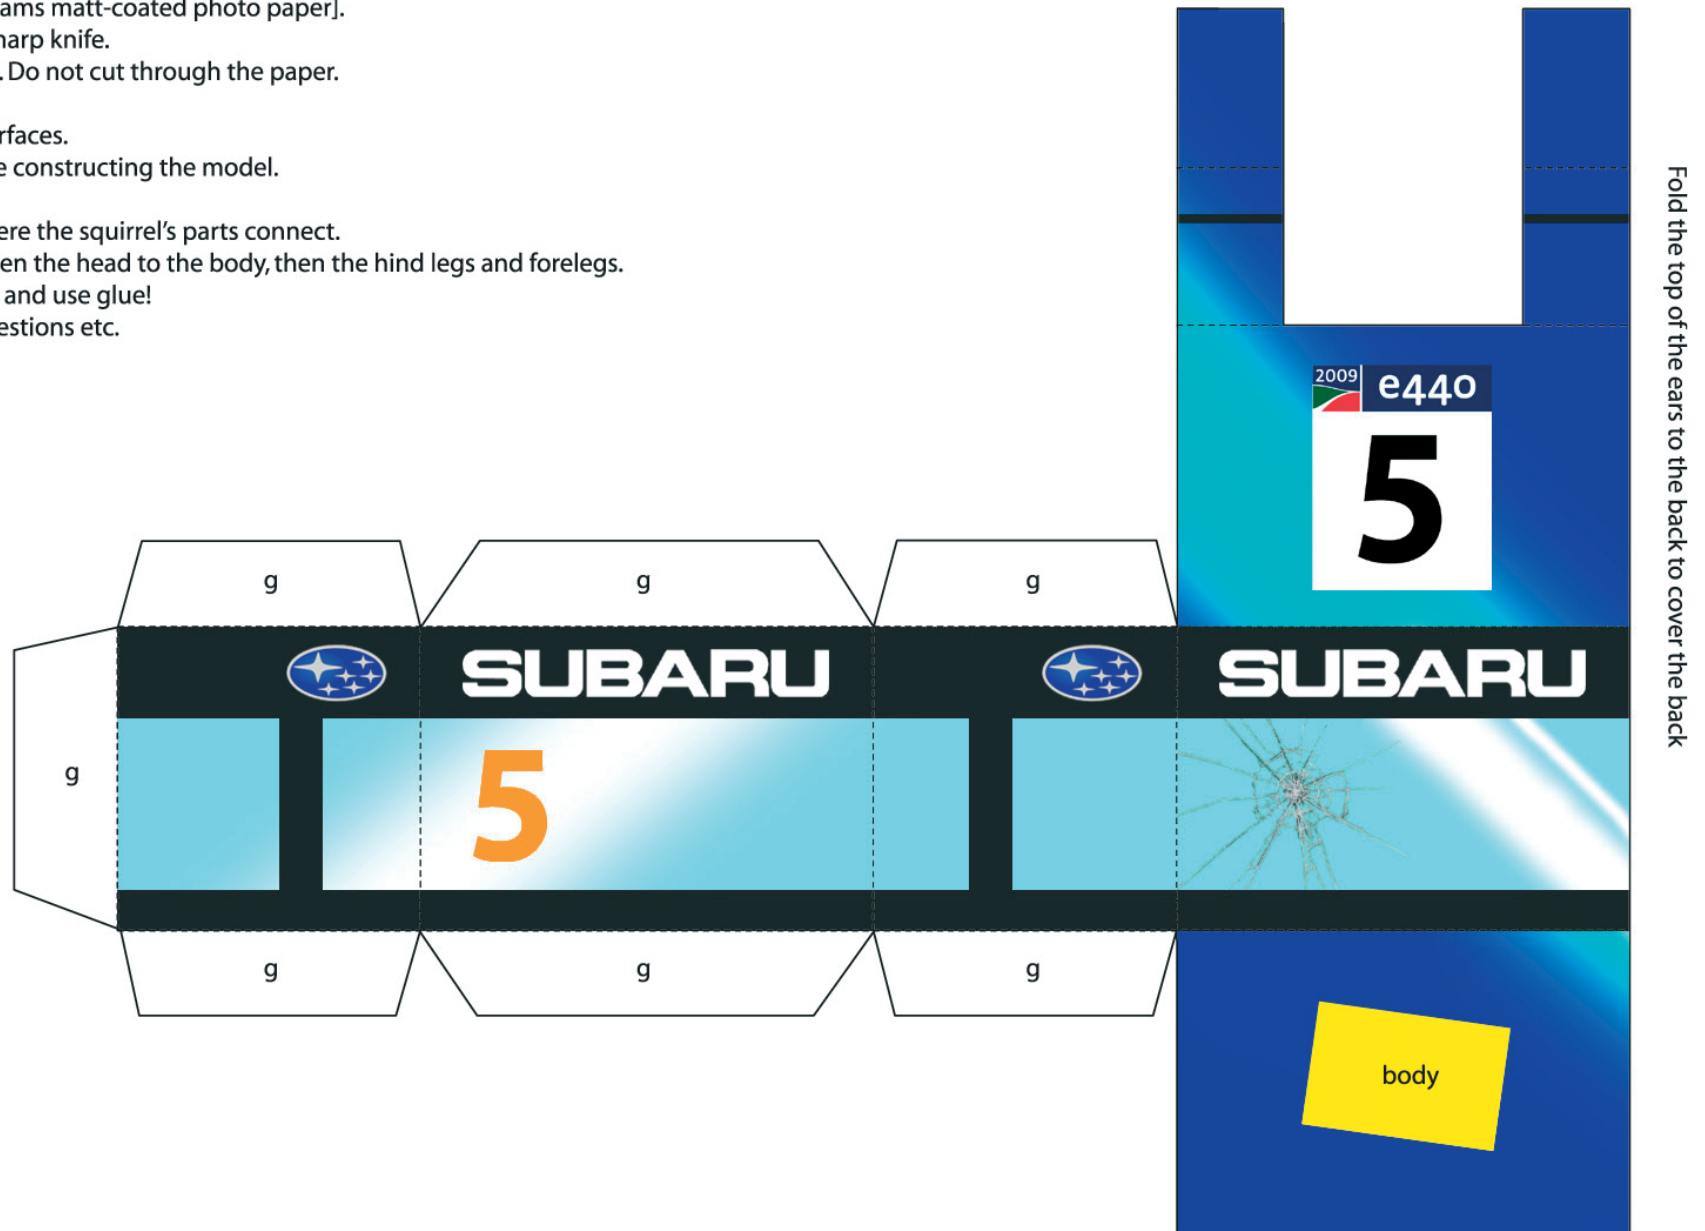 ams matt-coated photo paper].
harp knife.
. Do not cut through the paper.
rfaces.
e constructing the model.
ere the squirrel's parts connect.
en the head to the body, then the hind legs and forelegs.
and use glue!
estions etc.
Fold the top of the ears to the back to cover the back
2009
e440
5
g
g
g
SUBARU
SUBARU
g
5
g
g
g
body